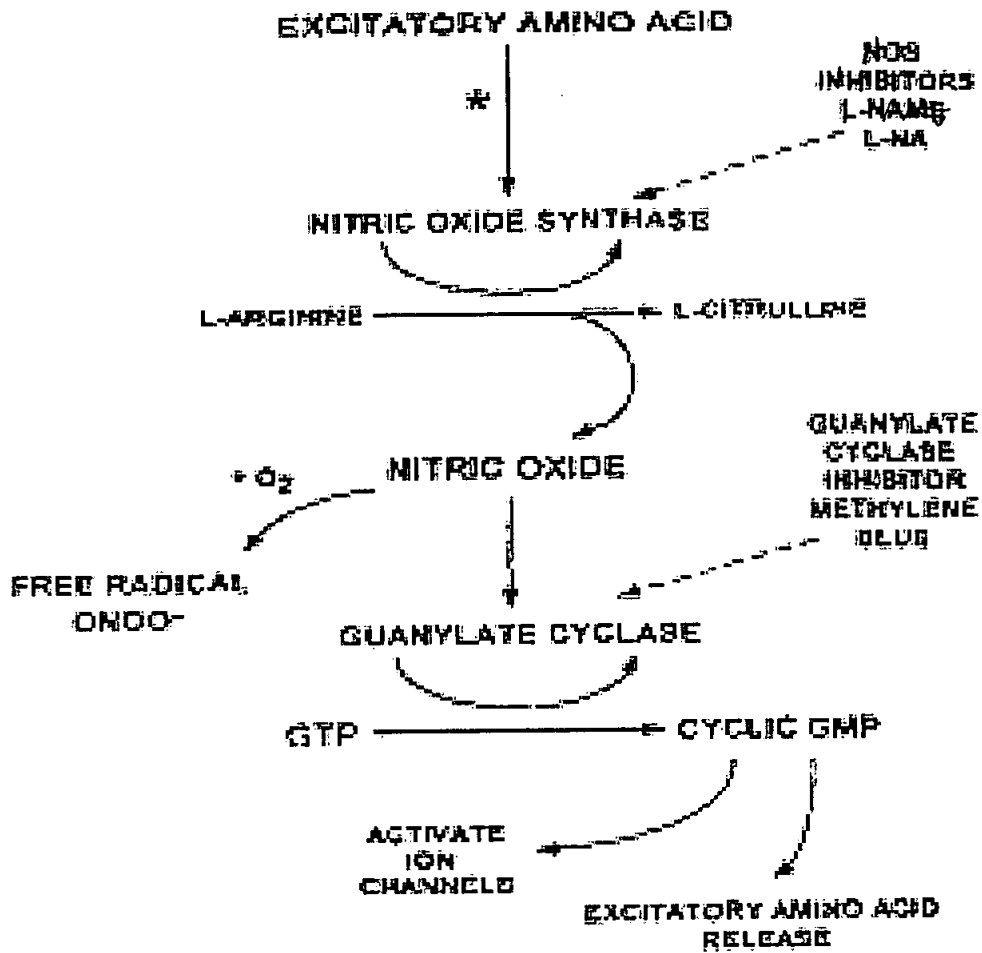 EXCITATORY AMINO ACID
*
NOS
INHIBITORS
L-NAME,
L-NA
NITRIC OXIDE SYNTHASE
L-ARGININE
L-CITRULLINE
NITRIC OXIDE
+ O2
GUANYLATE
CYCLASE
INHIBITOR
METHYLENE
BLUE
FREE RADICAL
ONOO⁻
GUANYLATE CYCLASE
GTP
CYCLIC GMP
ACTIVATE
ION
CHANNELS
EXCITATORY AMINO ACID
RELEASE